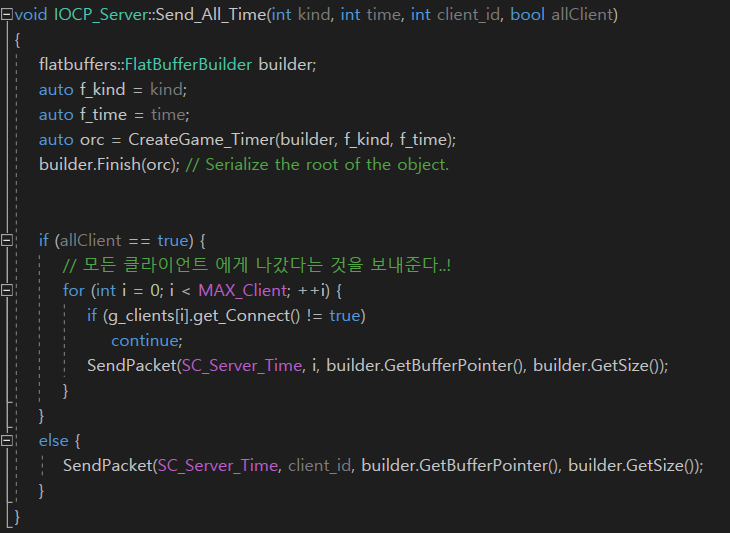 void IOCP_Server::Send_All_Time(int kind, int time, int client_id, bool allClient)
{
flatbuffers::FlatBufferBuilder builder;
auto f_kind = kind;
auto f_time = time;
auto orc = CreateGame_Timer(builder, f_kind, f_time);
builder.Finish(orc); // Serialize the root of the object.
if (allClient == true) {
// 모든 클라이언트 에게 나갔다는 것을 보내준다..!
for (int i = 0; i < MAX_Client; ++i) {
if (g_clients[i].get_Connect() != true)
continue;
SendPacket(SC_Server_Time, i, builder.GetBufferPointer(), builder.GetSize());
}
}
else {
SendPacket(SC_Server_Time, client_id, builder.GetBufferPointer(), builder.GetSize());
}
}